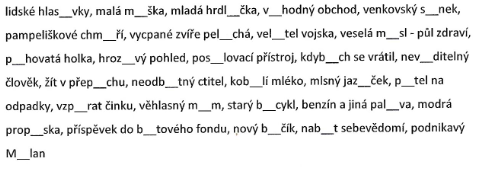 lidské hlas__vky, malá m__ška, mladá hrdl__čka, v__hodný obchod, venkovský s__nek,
pampeliškové chm__ří, vycpané zvíře pel__chá, vel__tel vojska, veselá m__sl - půl zdraví,
p__hovatá holka, hroz__vý pohled, pos__lovací přístroj, kdyb__ch se vrátil, nev__ditelný
člověk, žít v přep__chu, neodb__tný ctitel, kob__lí mléko, mlsný jaz__ček, p__tel na
odpadky, vzp__rat činku, věhlasný m__m, starý b__cykl, benzín a jiná pal__va, modrá
prop__ska, příspěvek do b__tového fondu, nový b__čík, nab__t sebevědomí, podnikavý
M__lan